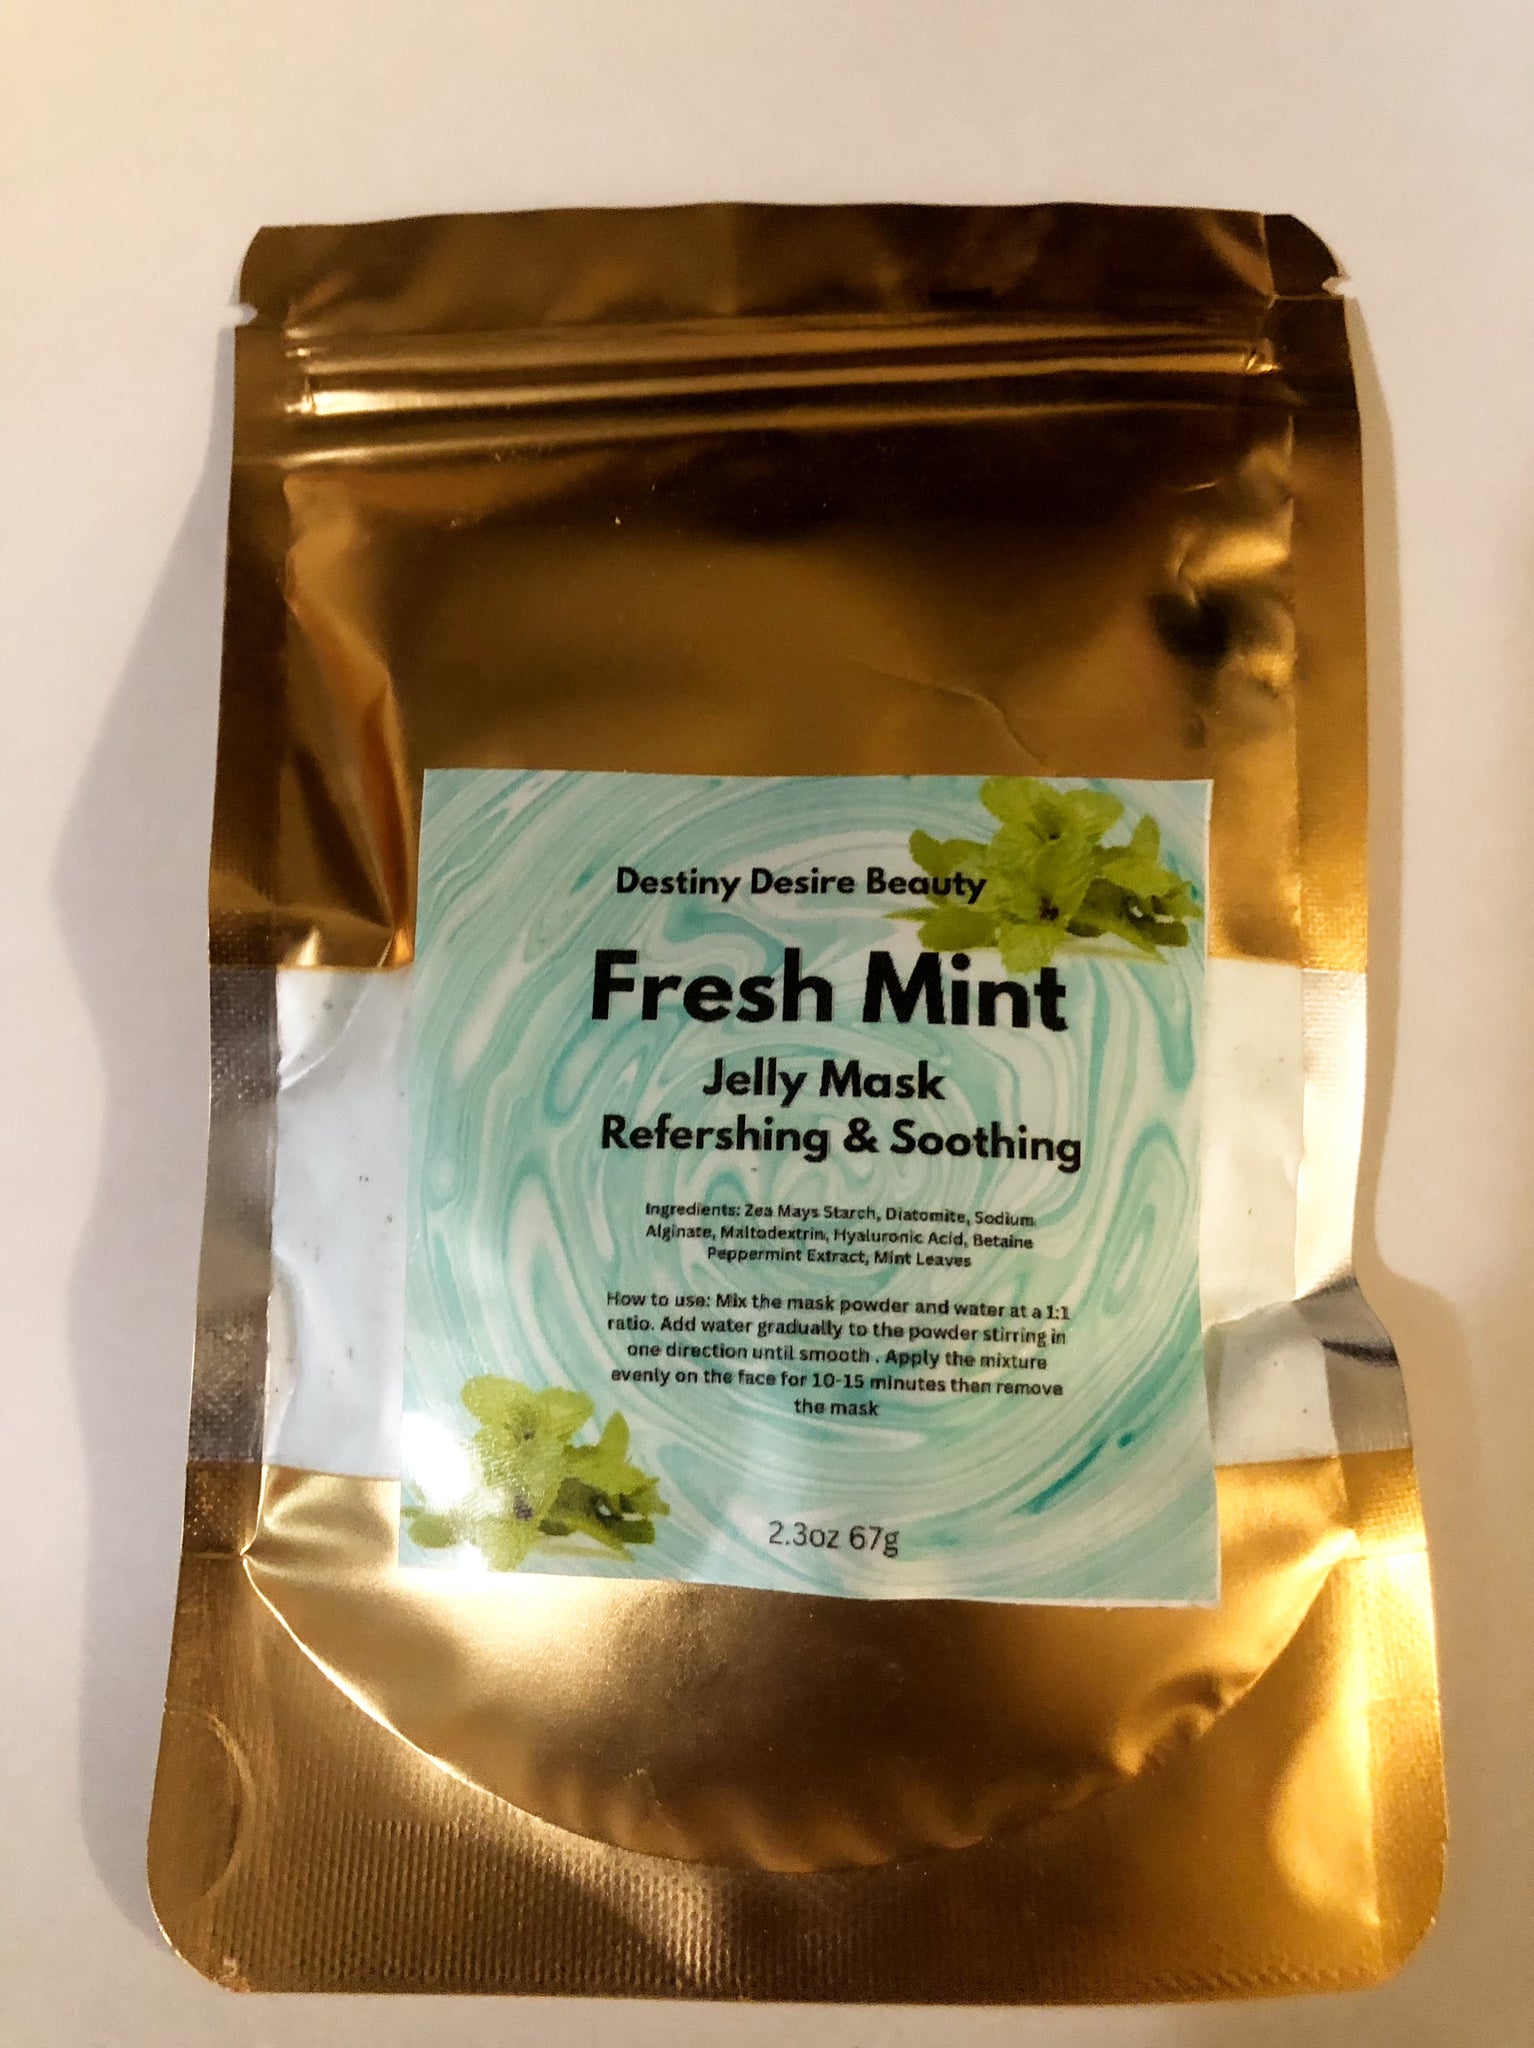 Destiny Desire Beauty
Fresh Mint
Jelly Mask
Refershing & Soothing
Ingredients: Zea Mays Starch, Diatomite, Sodium
Alginate, Maltodextrin, Hyaluronic Acid, Betaine
Peppermint Extract, Mint Leaves
How to use: Mix the mask powder and water at a 1:1
ratio. Add water gradually to the powder stirring in
one direction until smooth . Apply the mixture
evenly on the face for 10-15 minutes then remove
the mask
2.3oz 67g